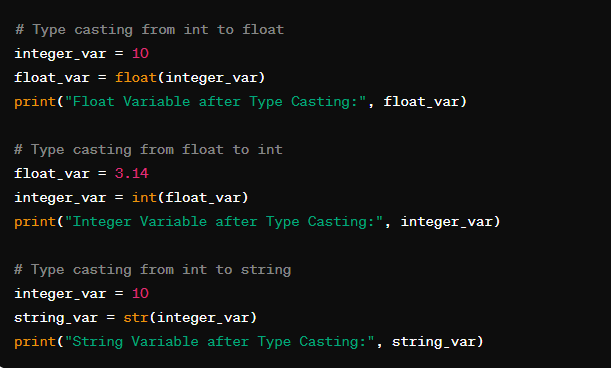 # Type casting from int to float
integer_var = 10
float_var = float(integer_var)
print("Float Variable after Type Casting:", float_var)
# Type casting from float to int
float_var = 3.14
integer_var = int(float_var)
print("Integer Variable after Type Casting:", integer_var)
# Type casting from int to string
integer_var = 10
string_var = str(integer_var)
print("String Variable after Type Casting:", string_var)